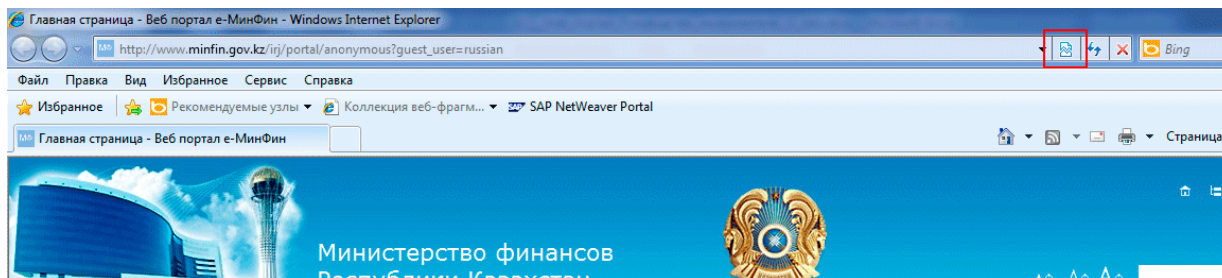 Главная страница - Веб портал е-МинФин - Windows Internet Explorer
http://www.minfin.gov.kz/irj/portal/anonymous?guest_user=russian
Bing
Файл Правка Вид Избранное Сервис Справка
Избранное Рекомендуемые узлы Коллекция веб-фрагм... SAP NetWeaver Portal
Главная страница - Веб портал е-МинФин
Страница
Министерство финансов
Республики Казахстан